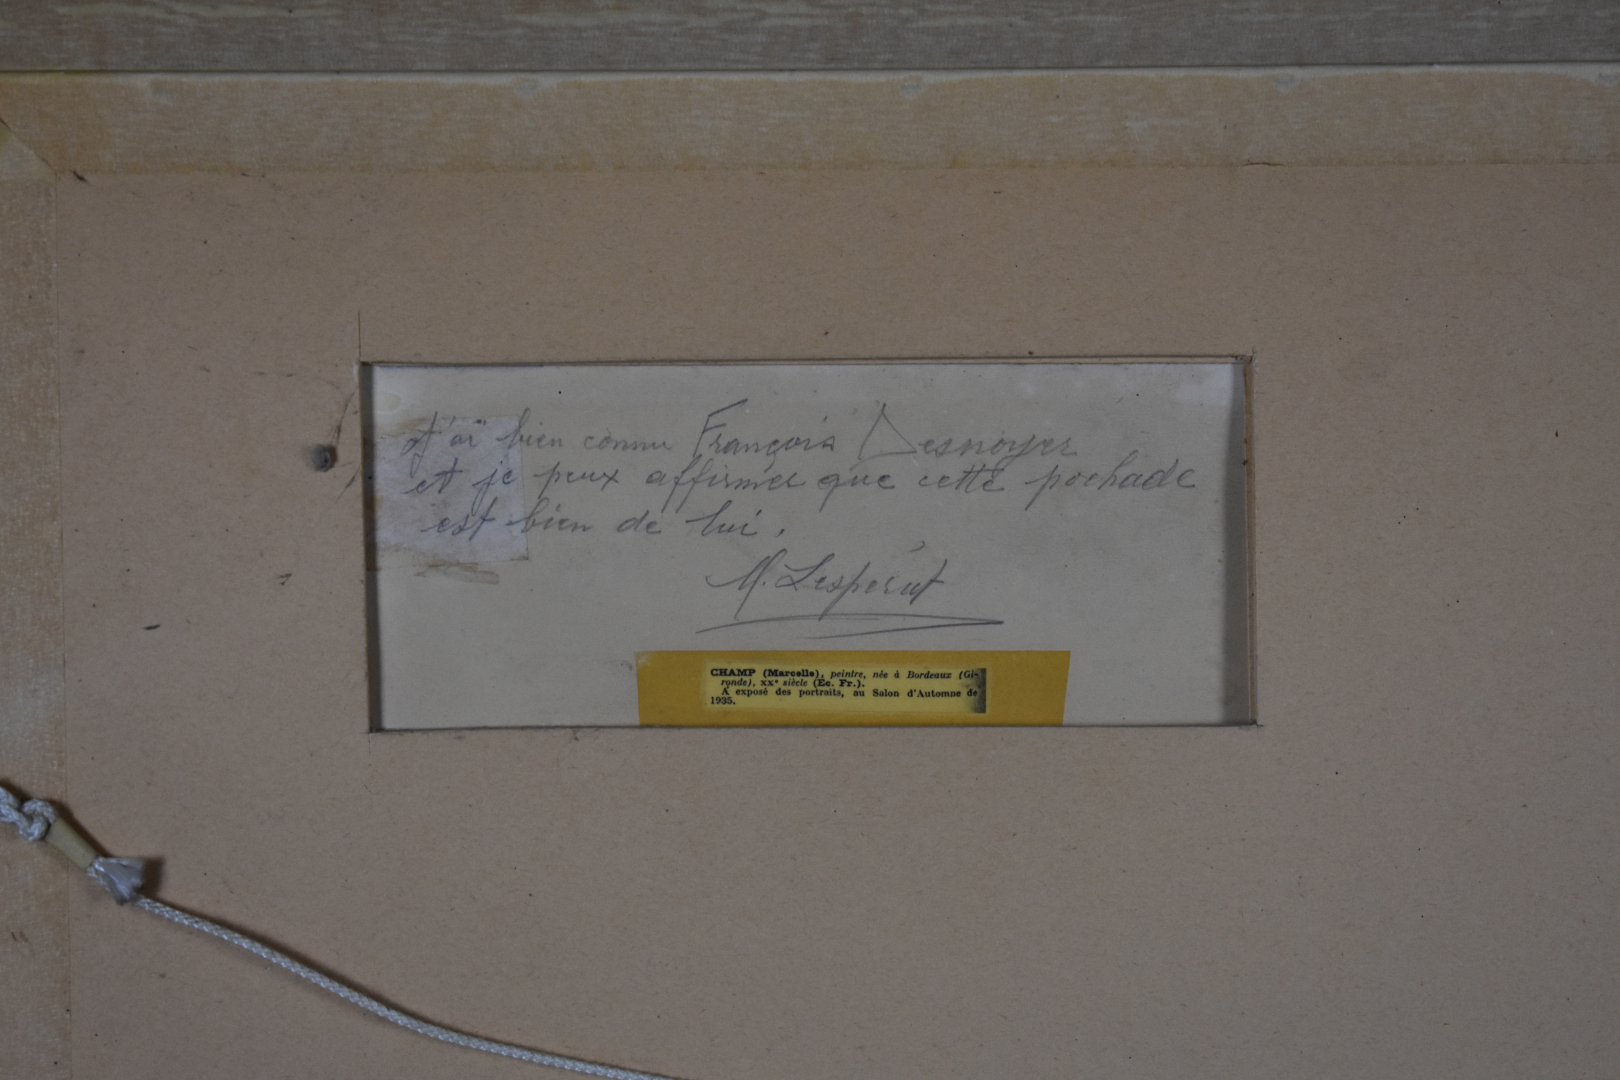 J'ai bien connu François Desnoyer
et je peux affirmer que cette pochade
est bien de lui.
M. Lespérut
CHAMP (Marcelle), peintre, née à Bordeaux (Gi-
ronde), XXe siècle (Ec. Fr.).
A exposé des portraits, au Salon d'Automne de
1935.